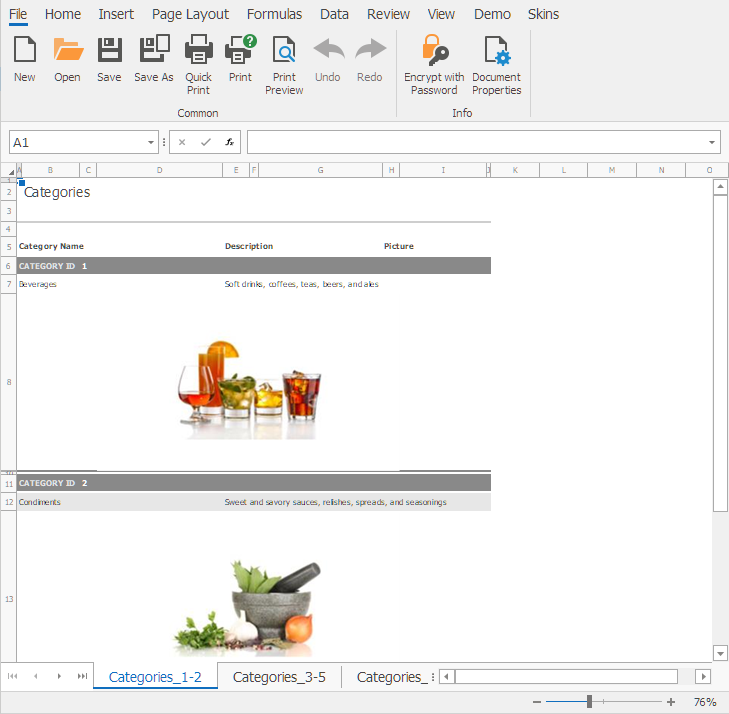 File Home Insert Page Layout Formulas Data Review View Demo Skins
New Open Save Save As Quick Print Print Print Preview Undo Redo Encrypt with Password Document Properties
Common Info
A1 fx
A B C D E F G H I J K L M N O
1
2 Categories
3
4
5 Category Name Description Picture
6 CATEGORY ID 1
7 Beverages Soft drinks, coffees, teas, beers, and ales
8
11 CATEGORY ID 2
12 Condiments Sweet and savory sauces, relishes, spreads, and seasonings
13
Categories_1-2 Categories_3-5 Categories_
76%